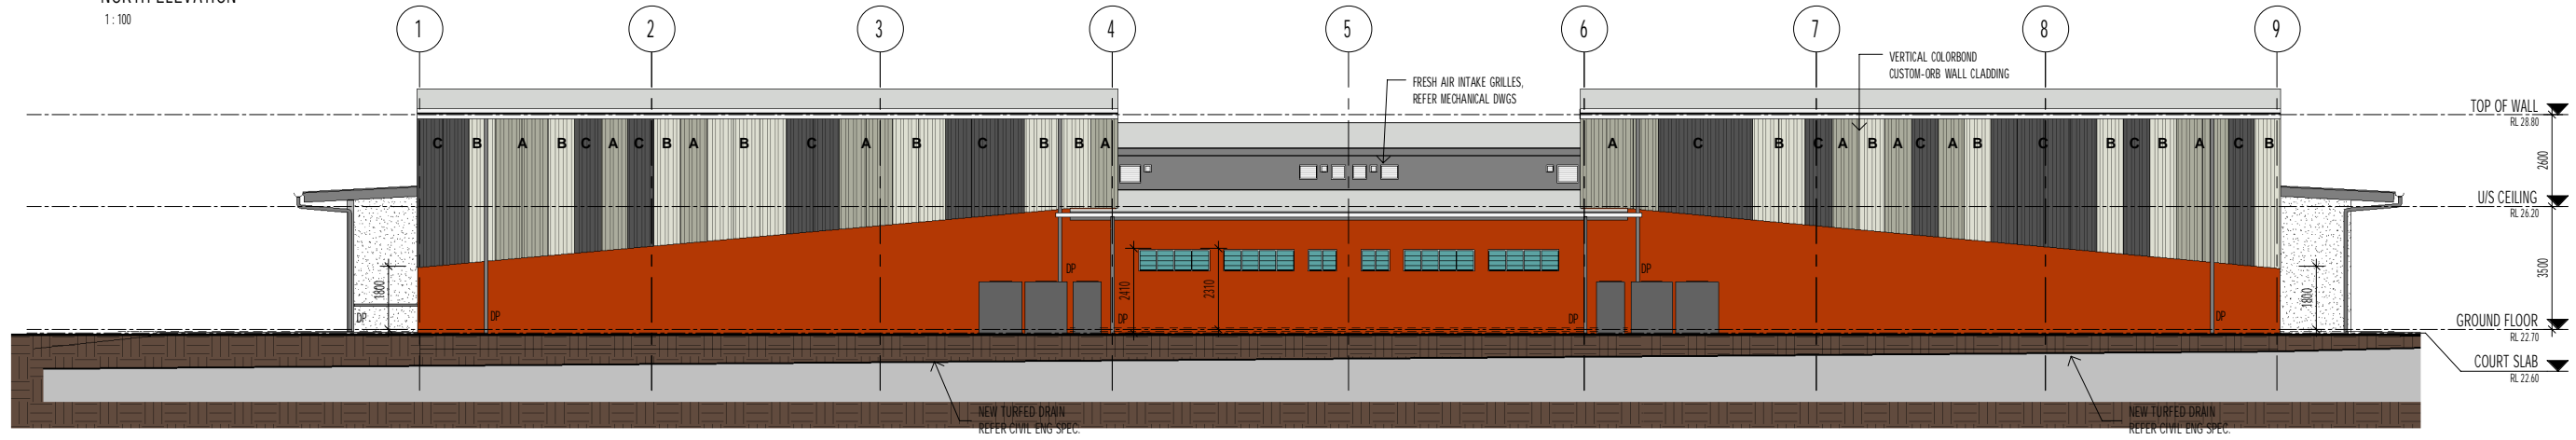 NORTH ELEVATION
1 : 100
1 2 3 4 5 6 7 8 9
VERTICAL COLORBOND
CUSTOM-ORB WALL CLADDING
FRESH AIR INTAKE GRILLES,
REFER MECHANICAL DWGS
TOP OF WALL
RL 28.80
C B A B C A C B A B C A B C B B A
A C B C A B A C A B C B C B A C B
2600
U/S CEILING
RL 26.20
3500
1800
DP
DP
DP
2410
DP
2310
DP
DP
DP
1800
GROUND FLOOR
RL 22.70
COURT SLAB
RL 22.60
NEW TURFED DRAIN
REFER CIVIL ENG SPEC.
NEW TURFED DRAIN
REFER CIVIL ENG SPEC.